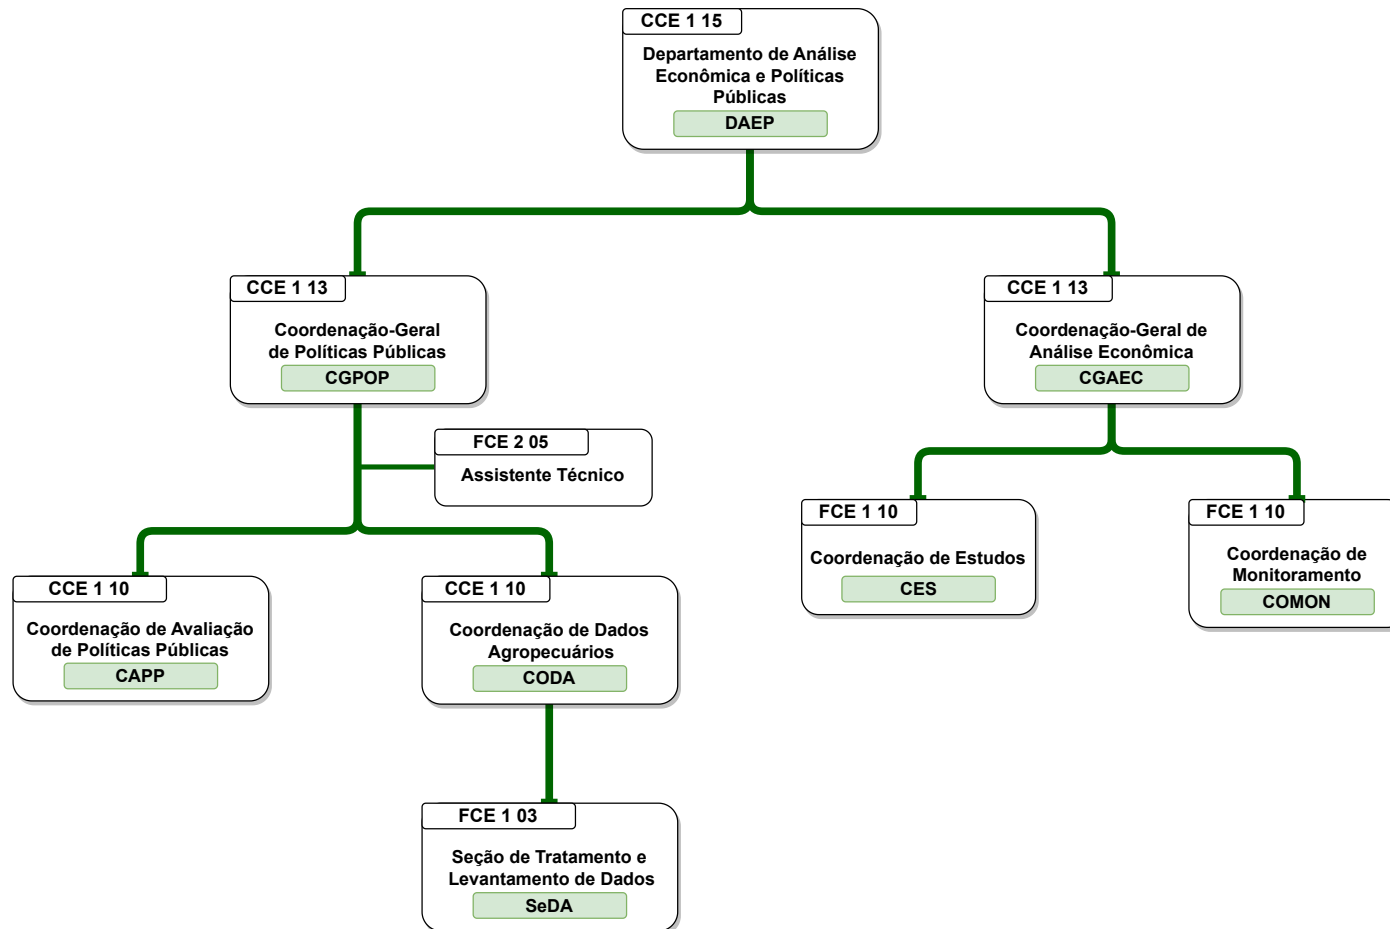 CCE 1 15
Departamento de Análise
Econômica e Políticas
Públicas
DAEP
CCE 1 13
Coordenação-Geral
de Políticas Públicas
CGPOP
CCE 1 13
Coordenação-Geral de
Análise Econômica
CGAEC
FCE 2 05
Assistente Técnico
FCE 1 10
Coordenação de Estudos
CES
FCE 1 10
Coordenação de
Monitoramento
COMON
CCE 1 10
Coordenação de Avaliação
de Políticas Públicas
CAPP
CCE 1 10
Coordenação de Dados
Agropecuários
CODA
FCE 1 03
Seção de Tratamento e
Levantamento de Dados
SeDA